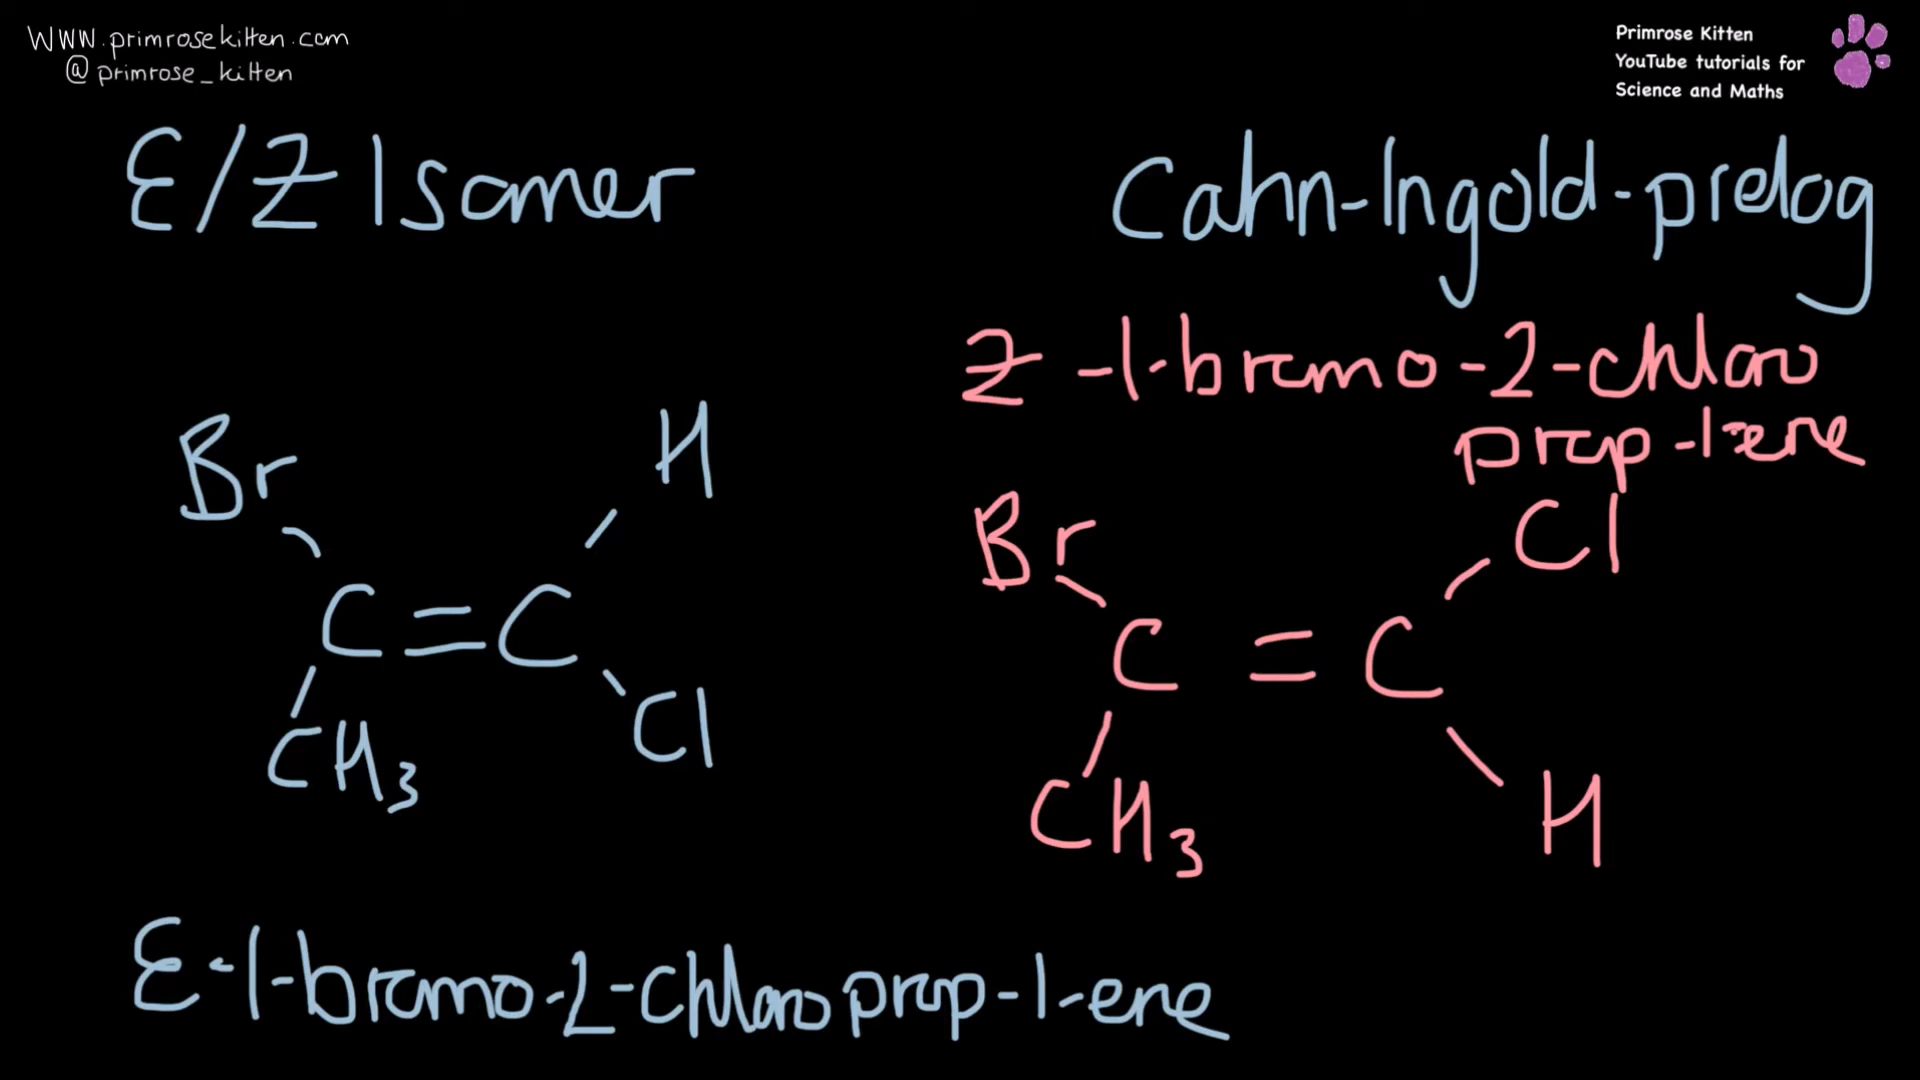 www.primrosekitten.com
@primrose_kitten
Primrose Kitten
YouTube tutorials for
Science and Maths
E/Z Isomer
Cahn-Ingold-prelog
Z-1-bromo-2-chloro
prop-1-ene
Br
H
C=C
CH3
Cl
Br
Cl
C=C
CH3
H
E-1-bromo-2-chloroprop-1-ene